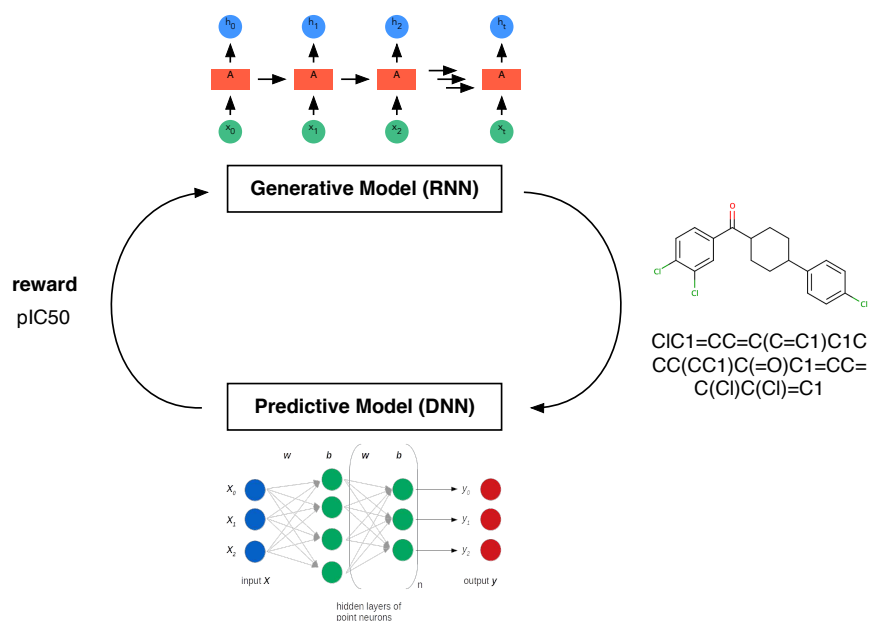 h0 h1 h2 ht
A A A A
x0 x1 x2 xt
Generative Model (RNN)
O
Cl
Cl
Cl
reward
pIC50
ClC1=CC=C(C=C1)C1C
CC(CC1)C(=O)C1=CC=
C(Cl)C(Cl)=C1
Predictive Model (DNN)
w b w b
X0 y0
X1 y1
X2 y2
input X output y
n
hidden layers of
point neurons